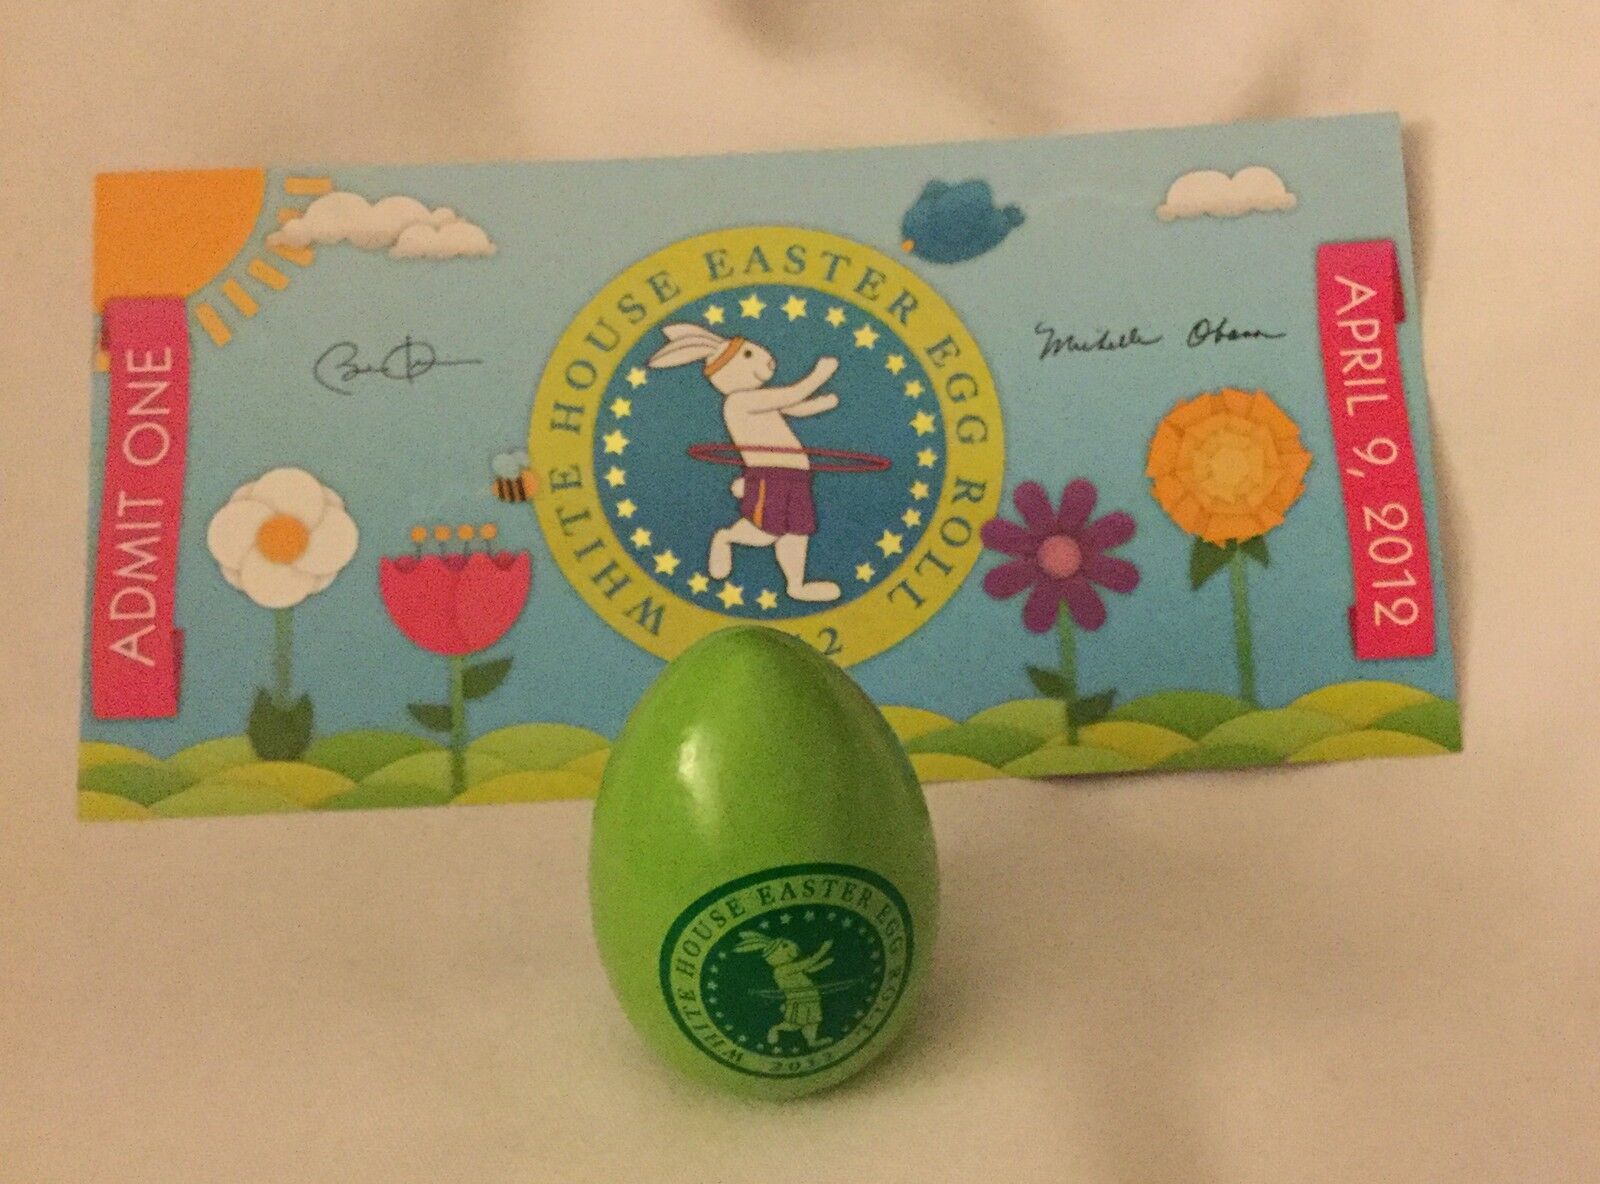 ADMIT ONE
WHITE HOUSE EASTER EGG ROLL
Michelle Obama
APRIL 9, 2012
WHITE HOUSE EASTER EGG ROLL
2012